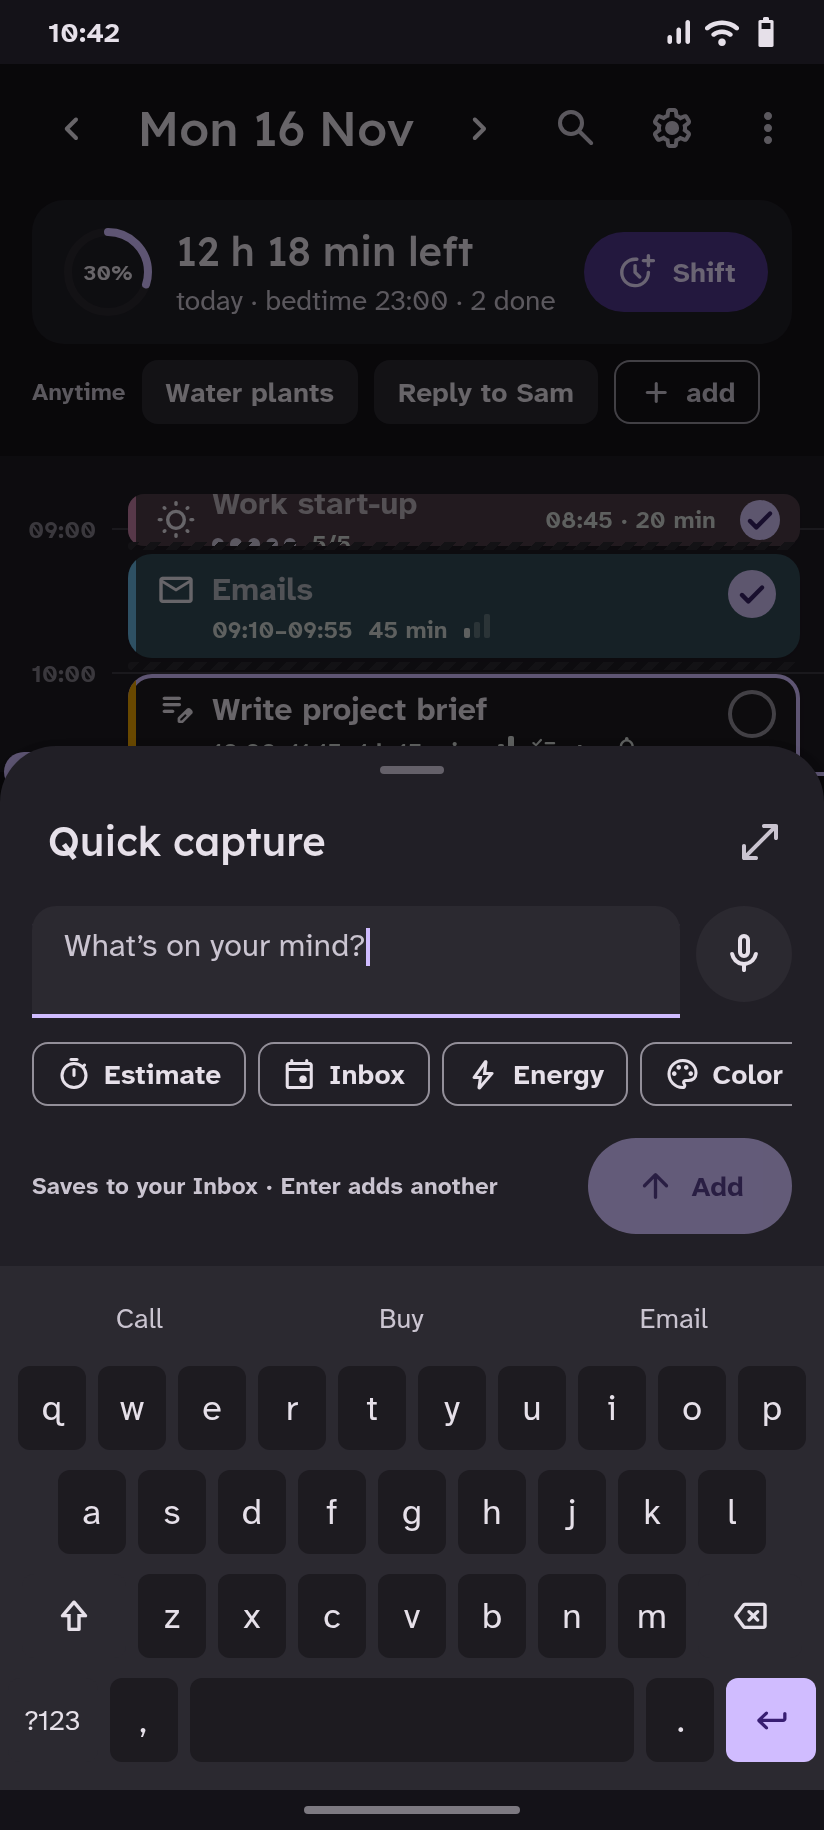 10:42
Mon 16 Nov
30%
12 h 18 min left
today · bedtime 23:00 · 2 done
Shift
Anytime
Water plants
Reply to Sam
add
09:00
Work start-up
5/5
08:45 · 20 min
Emails
09:10–09:55 45 min
10:00
Write project brief
Quick capture
What's on your mind?
Estimate
Inbox
Energy
Color
Saves to your Inbox · Enter adds another
Add
Call Buy Email
q w e r t y u i o p
a s d f g h j k l
z x c v b n m
?123 , .